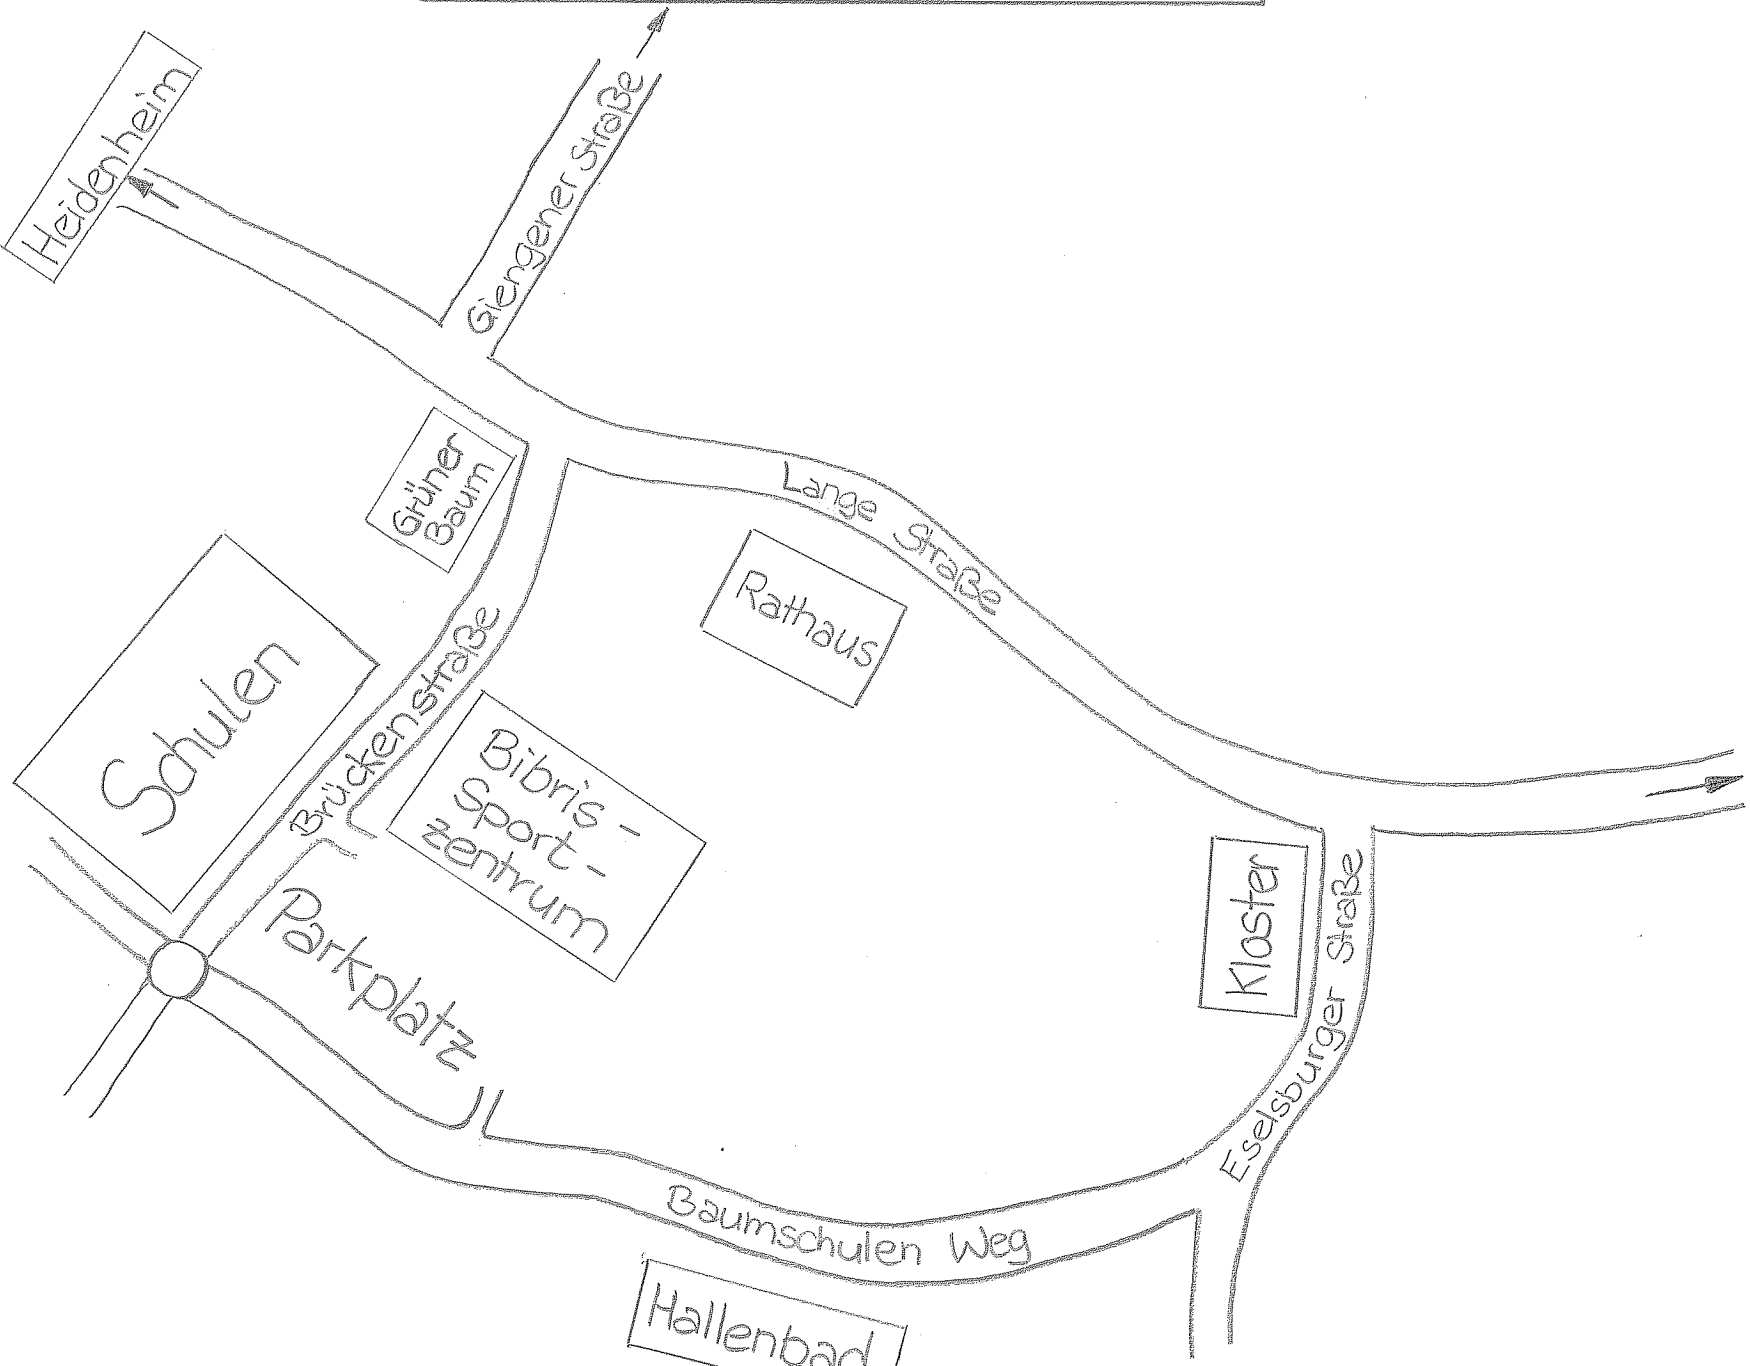 Heidenheim
Giengener Straße
Grüner
Baum
Lange Straße
Rathaus
Schulen
Brückenstraße
Bibris-
Sport-
zentrum
Parkplatz
Kloster
Eselsburger Straße
Baumschulen Weg
Hallenbad